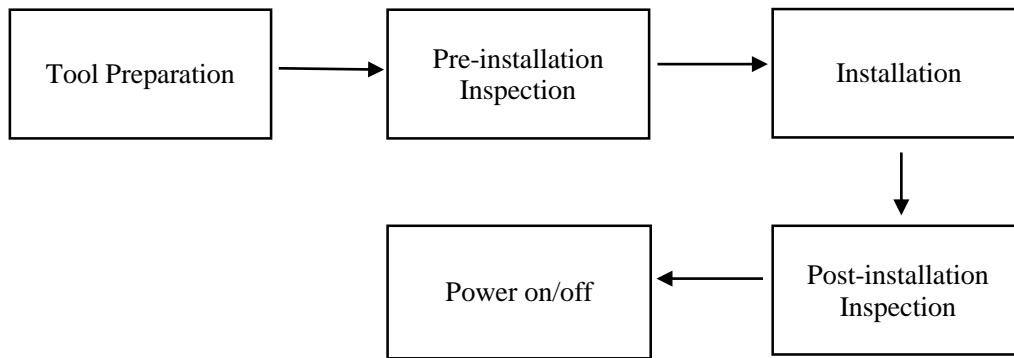 Tool Preparation
Pre-installation
Inspection
Installation
Post-installation
Inspection
Power on/off